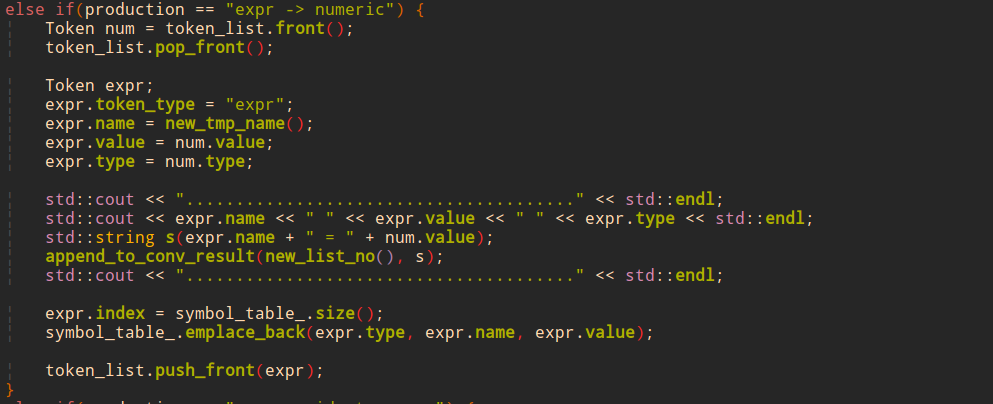 else if(production == "expr -> numeric") {
    Token num = token_list.front();
    token_list.pop_front();
    Token expr;
    expr.token_type = "expr";
    expr.name = new_tmp_name();
    expr.value = num.value;
    expr.type = num.type;
    std::cout << "......................................." << std::endl;
    std::cout << expr.name << " " << expr.value << " " << expr.type << std::endl;
    std::string s(expr.name + " = " + num.value);
    append_to_conv_result(new_list_no(), s);
    std::cout << "......................................." << std::endl;
    expr.index = symbol_table_.size();
    symbol_table_.emplace_back(expr.type, expr.name, expr.value);
    token_list.push_front(expr);
}